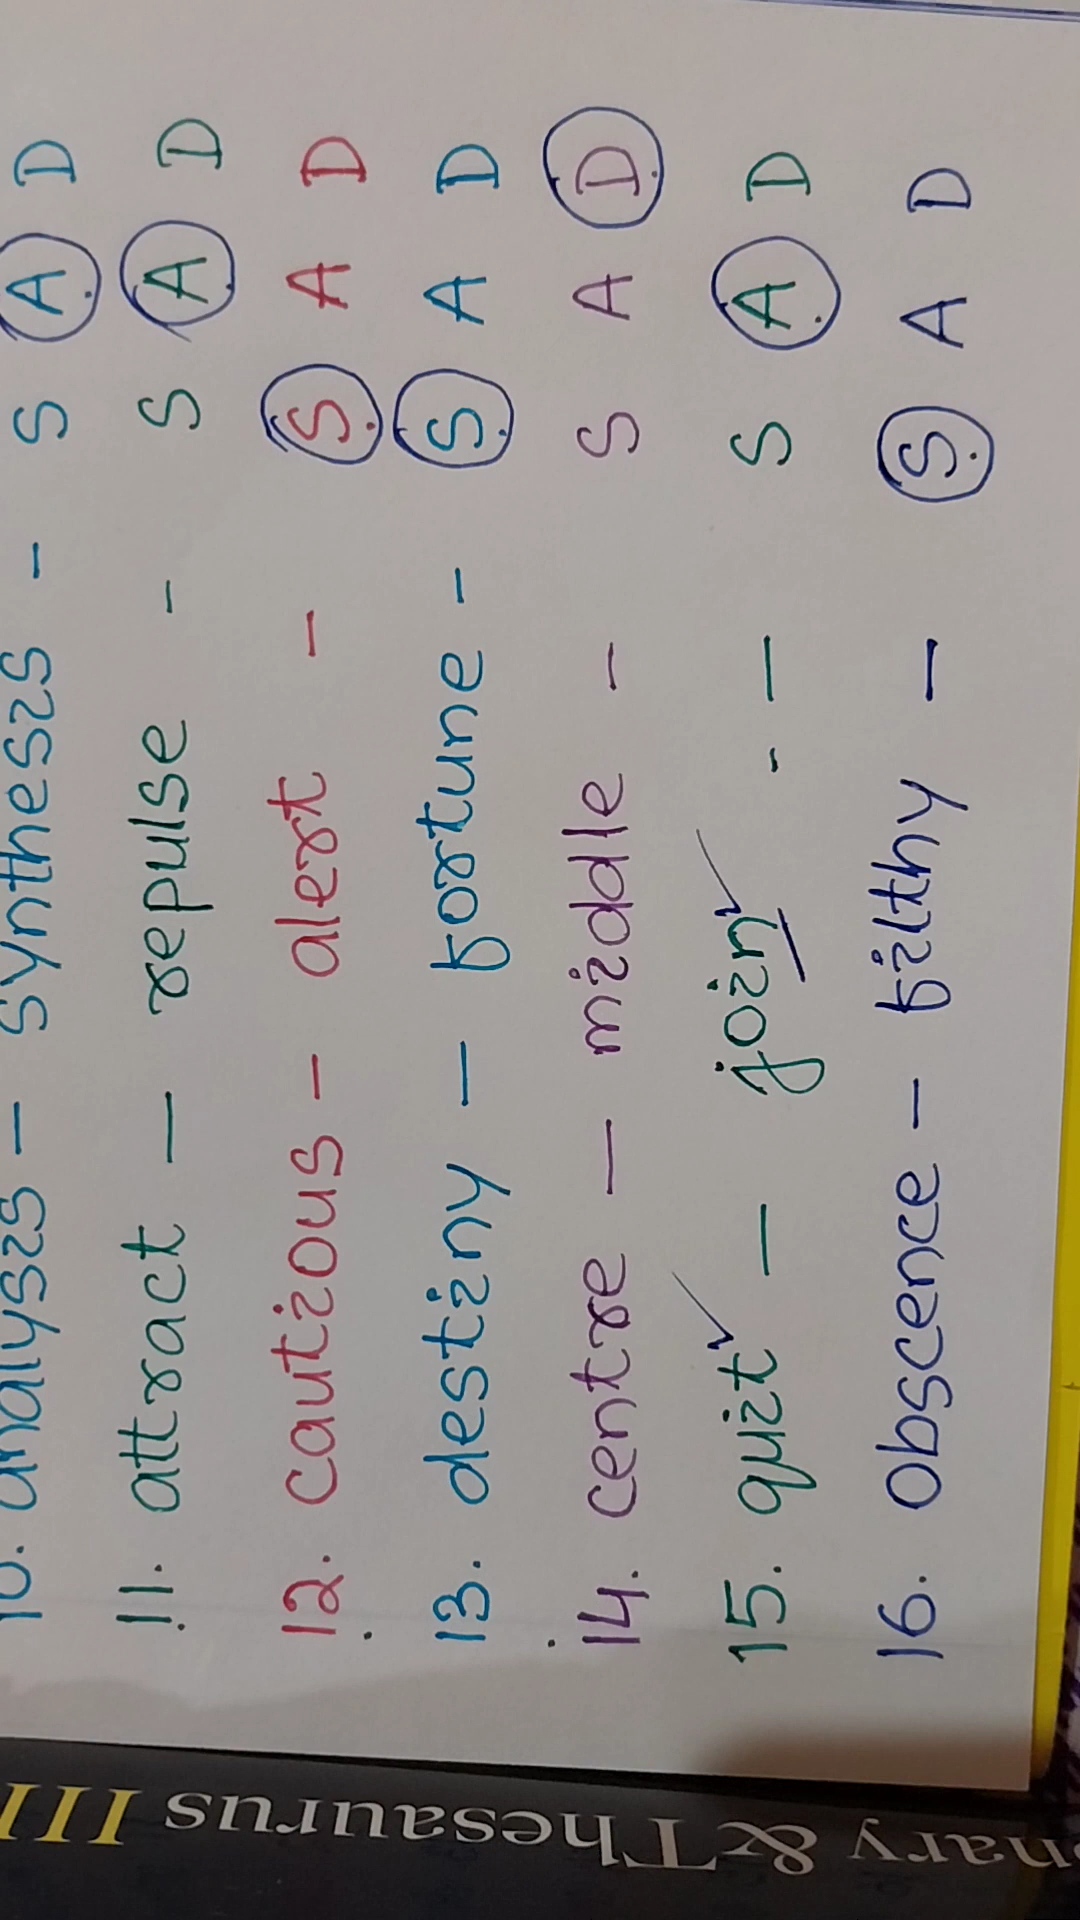 10. analysis - synthesis - S A D
11. attract - repulse - S A D
12. cautious - alert - S A D
13. destiny - fortune - S A D
14. centre - middle - S A D
15. quit - join - - S A D
16. obscence - filthy - S A D
nary & Thesaurus III